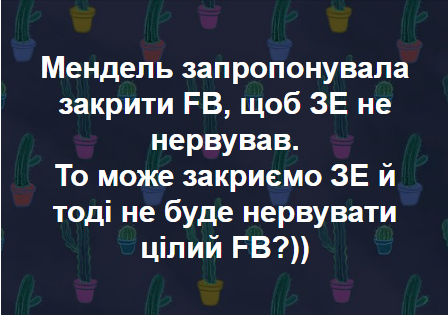 Мендель запропонувала
закрити FB, щоб ЗЕ не
нервував.
То може закриємо ЗЕ й
тоді не буде нервувати
цілий FB?))